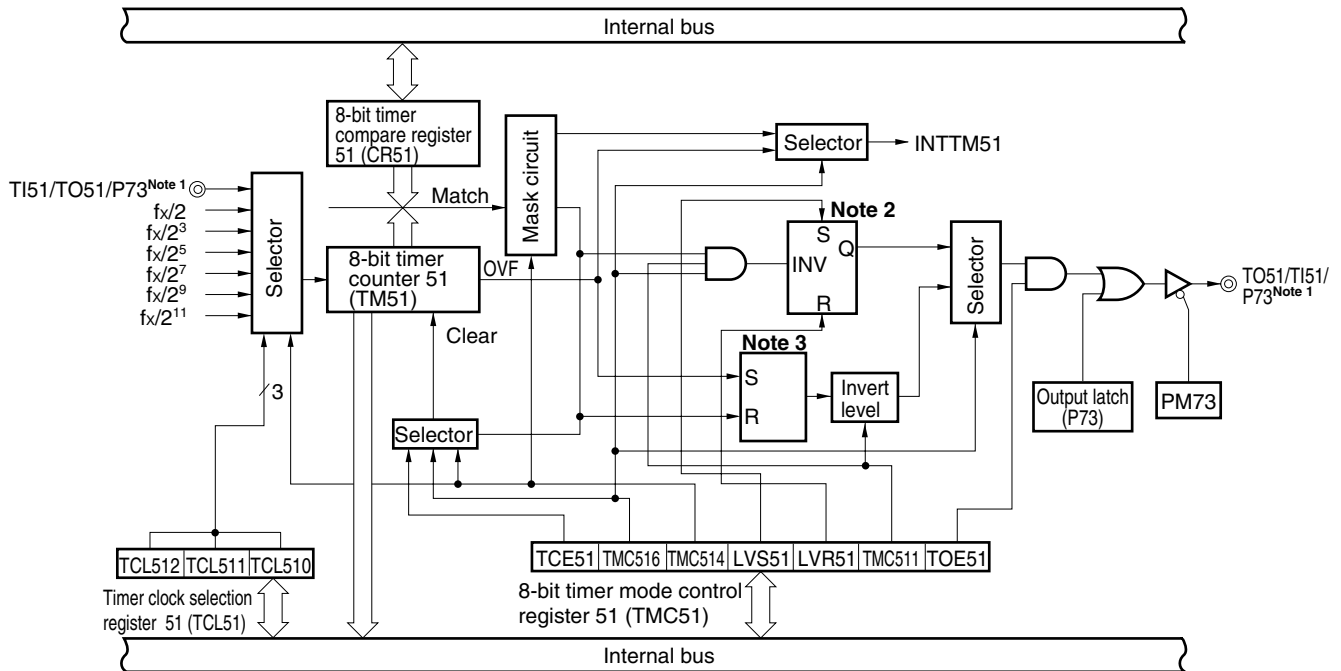 Internal bus
8-bit timer
compare register
51 (CR51)
Mask circuit
Selector
INTTM51
TI51/TO51/P73Note 1
fx/2
fx/2³
fx/2⁵
fx/2⁷
fx/2⁹
fx/2¹¹
Selector
Match
8-bit timer
counter 51
(TM51)
OVF
Clear
Note 2
S
Q
INV
R
Selector
TO51/TI51/
P73Note 1
Note 3
S
R
Invert
level
Output latch
(P73)
PM73
3
Selector
TCL512 TCL511 TCL510
Timer clock selection
register 51 (TCL51)
TCE51 TMC516 TMC514 LVS51 LVR51 TMC511 TOE51
8-bit timer mode control
register 51 (TMC51)
Internal bus